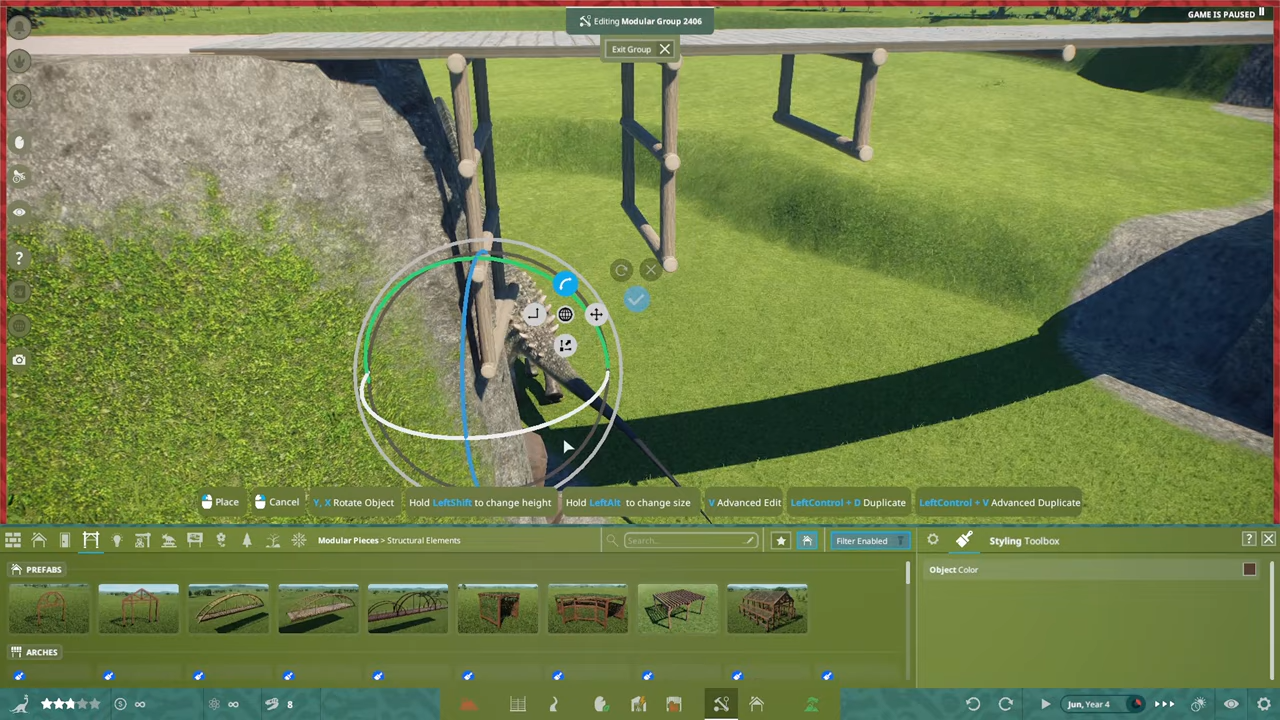 Editing Modular Group 2406
GAME IS PAUSED
Exit Group
Place
Cancel
Y, X Rotate Object
Hold LeftShift to change height
Hold LeftAlt to change size
V Advanced Edit
LeftControl + D Duplicate
LeftControl + V Advanced Duplicate
Modular Pieces > Structural Elements
Search...
Filter Enabled
Styling Toolbox
?
PREFABS
Object Color
ARCHES
∞
∞
8
Jun, Year 4